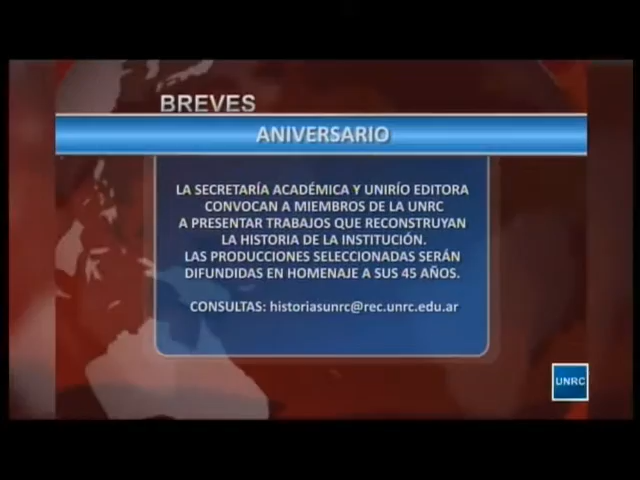 BREVES
ANIVERSARIO
LA SECRETARÍA ACADÉMICA Y UNIRÍO EDITORA
CONVOCAN A MIEMBROS DE LA UNRC
A PRESENTAR TRABAJOS QUE RECONSTRUYAN
LA HISTORIA DE LA INSTITUCIÓN.
LAS PRODUCCIONES SELECCIONADAS SERÁN
DIFUNDIDAS EN HOMENAJE A SUS 45 AÑOS.
CONSULTAS: historiasunrc@rec.unrc.edu.ar
UNRC